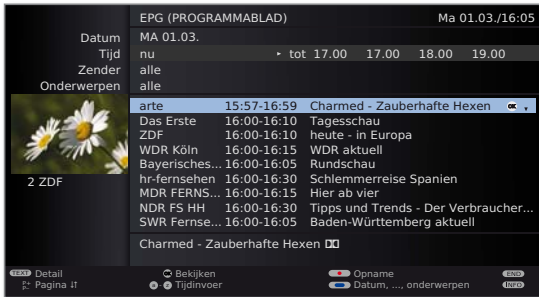 EPG (PROGRAMMABLAD) Ma 01.03./16:05
Datum MA 01.03.
Tijd nu ▸ tot 17.00 17.00 18.00 19.00
Zender alle
Onderwerpen alle
arte 15:57-16:59 Charmed - Zauberhafte Hexen OK
Das Erste 16:00-16:10 Tagesschau
ZDF 16:00-16:10 heute - in Europa
WDR Köln 16:00-16:15 WDR aktuell
Bayerisches... 16:00-16:05 Rundschau
hr-fernsehen 16:00-16:30 Schlemmerreise Spanien
MDR FERNS... 16:00-16:15 Hier ab vier
NDR FS HH 16:00-16:30 Tipps und Trends - Der Verbraucher...
SWR Fernse... 16:00-16:05 Baden-Württemberg aktuell
2 ZDF
Charmed - Zauberhafte Hexen
TEXT Detail OK Bekijken Opname END
P+ P- Pagina ↓↑ 0-9 Tijdinvoer Datum, ..., onderwerpen INFO